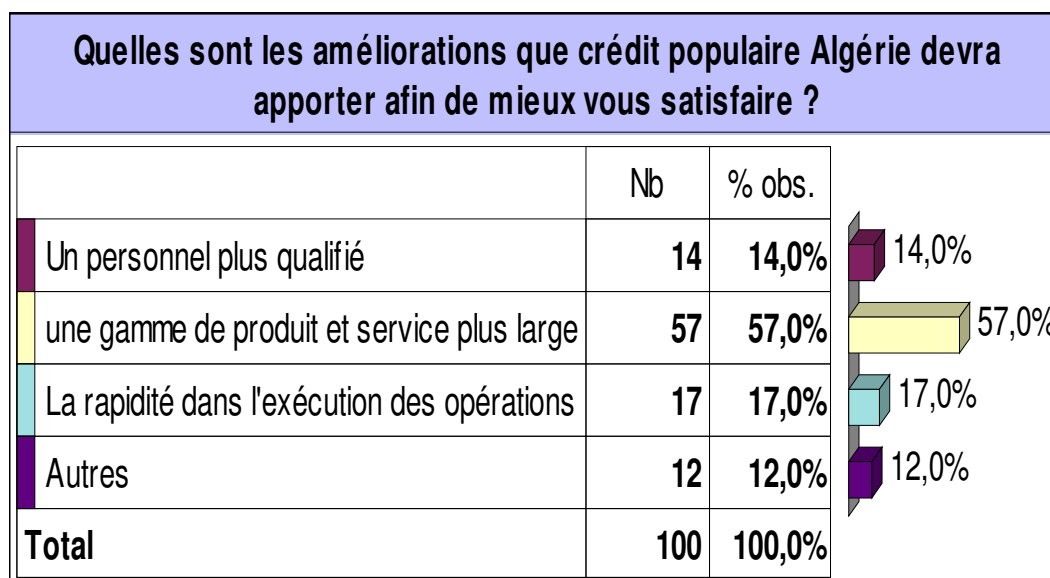 Quelles sont les améliorations que crédit populaire Algérie devra
apporter afin de mieux vous satisfaire ?
Nb % obs.
Un personnel plus qualifié 14 14,0% 14,0%
une gamme de produit et service plus large 57 57,0% 57,0%
La rapidité dans l'exécution des opérations 17 17,0% 17,0%
Autres 12 12,0% 12,0%
Total 100 100,0%